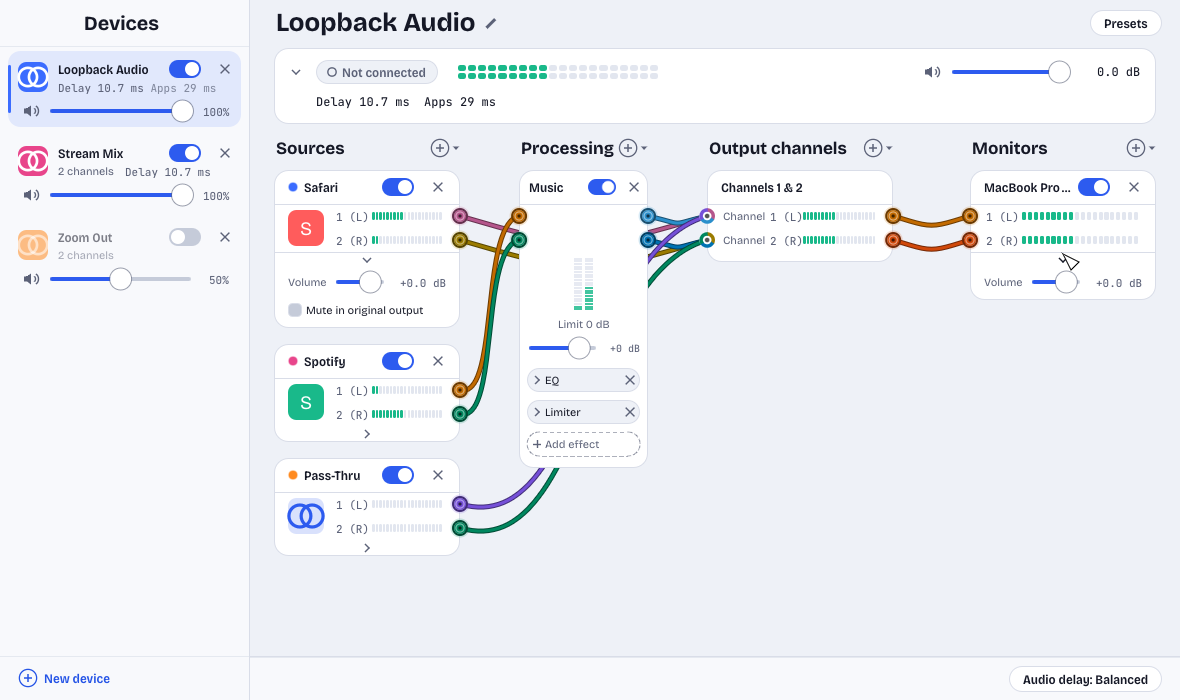 Devices
Loopback Audio
Delay 10.7 ms Apps 29 ms
100%
Stream Mix
2 channels Delay 10.7 ms
100%
Zoom Out
2 channels
50%
New device
Loopback Audio
Presets
Not connected
0.0 dB
Delay 10.7 ms Apps 29 ms
Sources
Processing
Output channels
Monitors
Safari
S
1 (L)
2 (R)
Volume +0.0 dB
Mute in original output
Spotify
S
1 (L)
2 (R)
Pass-Thru
1 (L)
2 (R)
Music
Limit 0 dB
+0 dB
EQ
Limiter
Add effect
Channels 1 & 2
Channel 1 (L)
Channel 2 (R)
MacBook Pro...
1 (L)
2 (R)
Volume +0.0 dB
Audio delay: Balanced